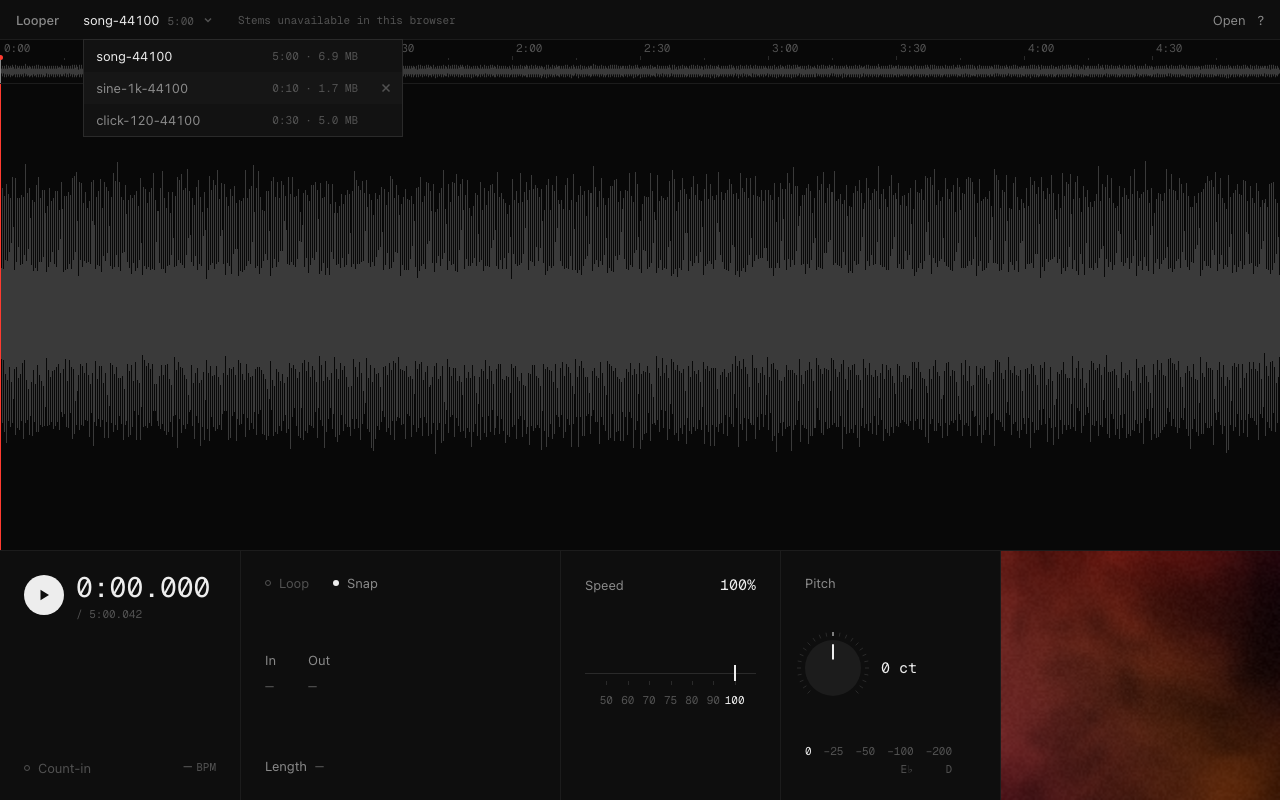 Looper song-44100 5:00 Stems unavailable in this browser Open ?
0:00 30 2:00 2:30 3:00 3:30 4:00 4:30
song-44100 5:00 · 6.9 MB
sine-1k-44100 0:10 · 1.7 MB ×
click-120-44100 0:30 · 5.0 MB
0:00.000
/ 5:00.042
Count-in — BPM
Loop Snap
In Out
— —
Length —
Speed 100%
50 60 70 75 80 90 100
Pitch
0 ct
0 −25 −50 −100 −200
E♭ D